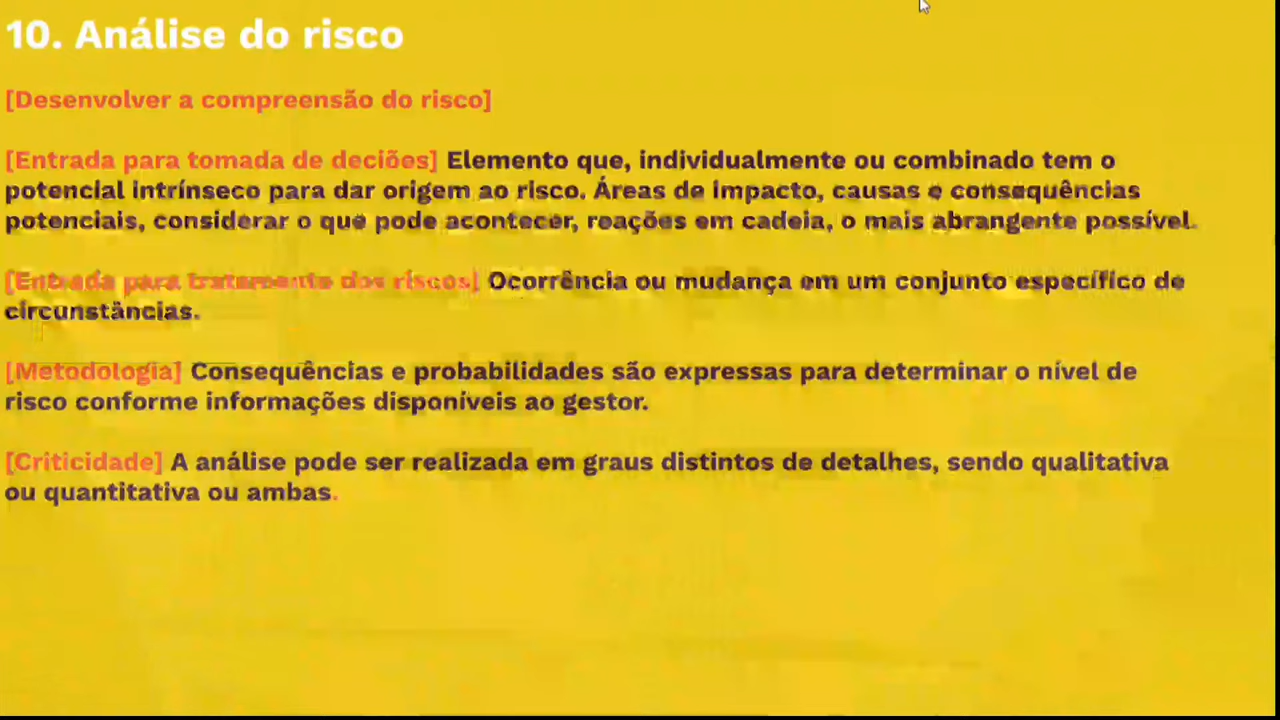 10. Análise do risco
[Desenvolver a compreensão do risco]
[Entrada para tomada de deciões] Elemento que, individualmente ou combinado tem o
potencial intrínseco para dar origem ao risco. Áreas de impacto, causas e consequências
potenciais, considerar o que pode acontecer, reações em cadeia, o mais abrangente possível.
[Entrada para tratamento dos riscos] Ocorrência ou mudança em um conjunto específico de
circunstâncias.
[Metodologia] Consequências e probabilidades são expressas para determinar o nível de
risco conforme informações disponíveis ao gestor.
[Criticidade] A análise pode ser realizada em graus distintos de detalhes, sendo qualitativa
ou quantitativa ou ambas.